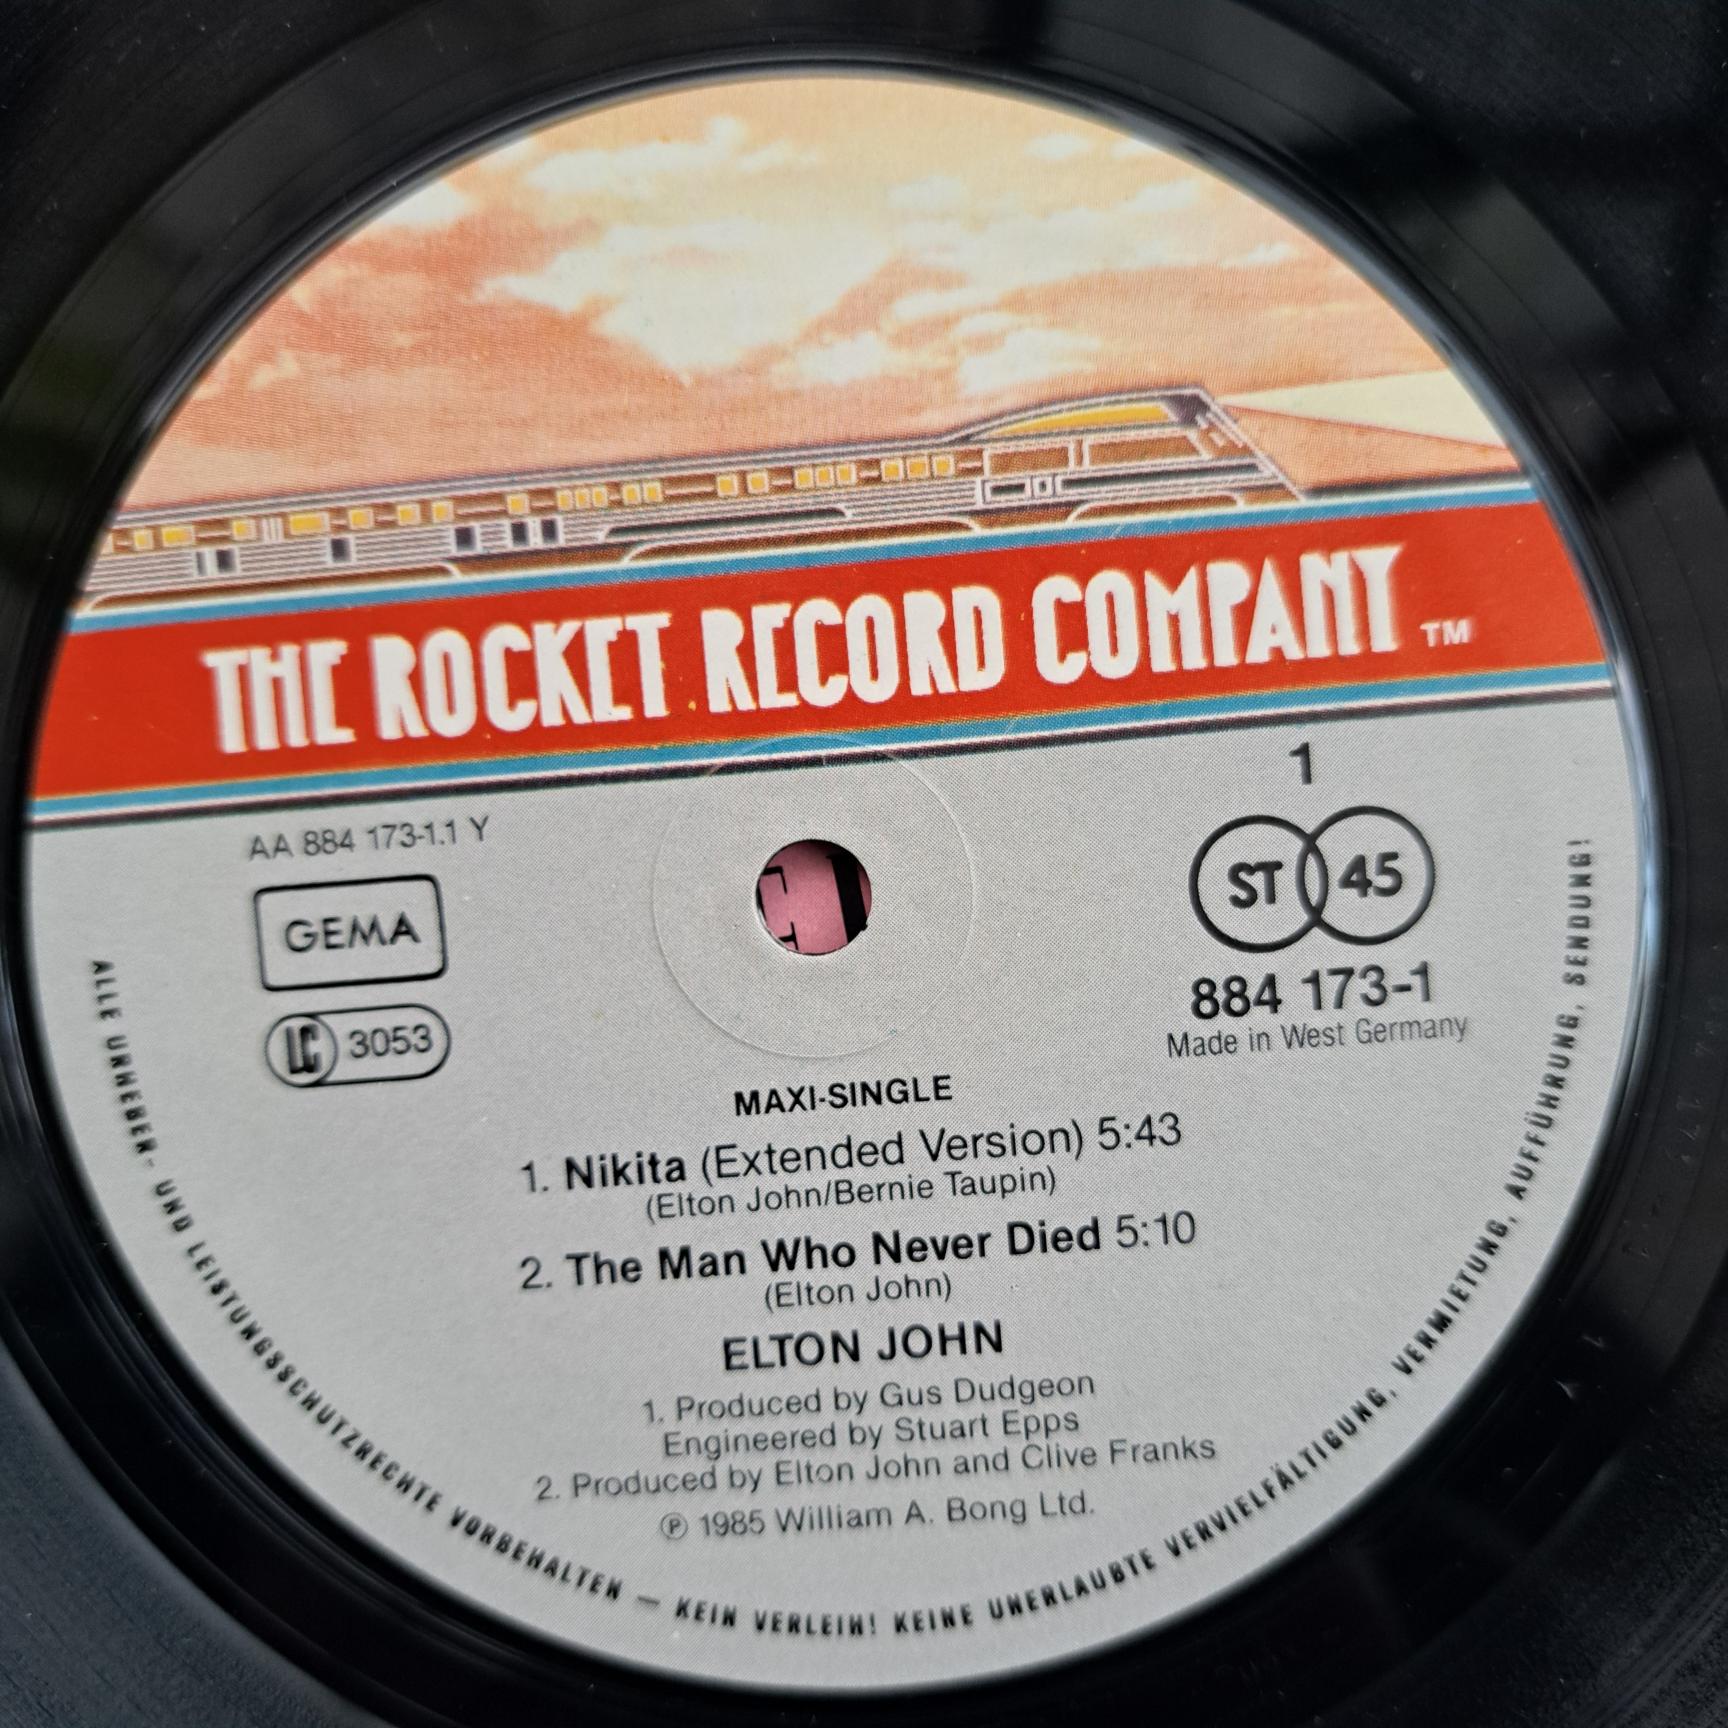 THE ROCKET RECORD COMPANY TM
1
AA 884 173-1.1 Y
GEMA
LC 3053
ST 45
884 173-1
Made in West Germany
MAXI-SINGLE
1. Nikita (Extended Version) 5:43
(Elton John/Bernie Taupin)
2. The Man Who Never Died 5:10
(Elton John)
ELTON JOHN
1. Produced by Gus Dudgeon
Engineered by Stuart Epps
2. Produced by Elton John and Clive Franks
℗ 1985 William A. Bong Ltd.
ALLE URHEBER- UND LEISTUNGSSCHUTZRECHTE VORBEHALTEN — KEIN VERLEIH! KEINE UNERLAUBTE VERVIELFÄLTIGUNG, VERMIETUNG, AUFFÜHRUNG, SENDUNG!